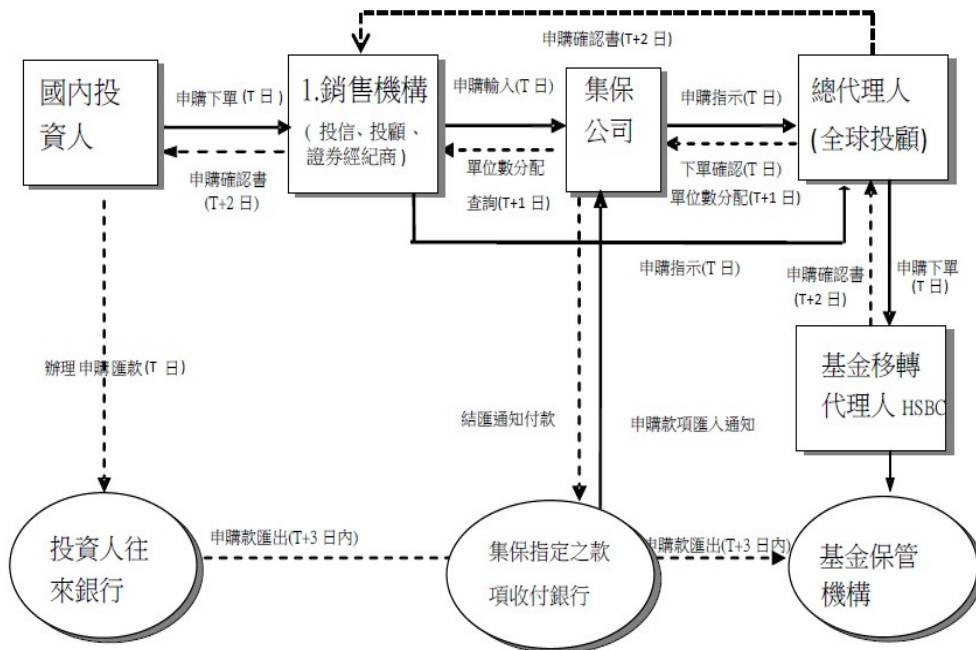 申購確認書(T+2 日)
國內投
資人
申購下單 (T 日)
1.銷售機構
( 投信、投顧、
證券經紀商)
申購輸入(T 日)
集保
公司
申購指示(T 日)
總代理人
(全球投顧)
申購確認書
(T+2 日)
單位數分配
查詢(T+1 日)
下單確認(T 日)
單位數分配(T+1 日)
申購指示(T 日)
申購確認書
(T+2 日)
申購下單
(T 日)
辦理申購匯款(T 日)
結匯通知付款
申購款項匯入通知
基金移轉
代理人 HSBC
投資人往
來銀行
申購款匯出(T+3 日內)
集保指定之款
項收付銀行
申購款匯出(T+3 日內)
基金保管
機構